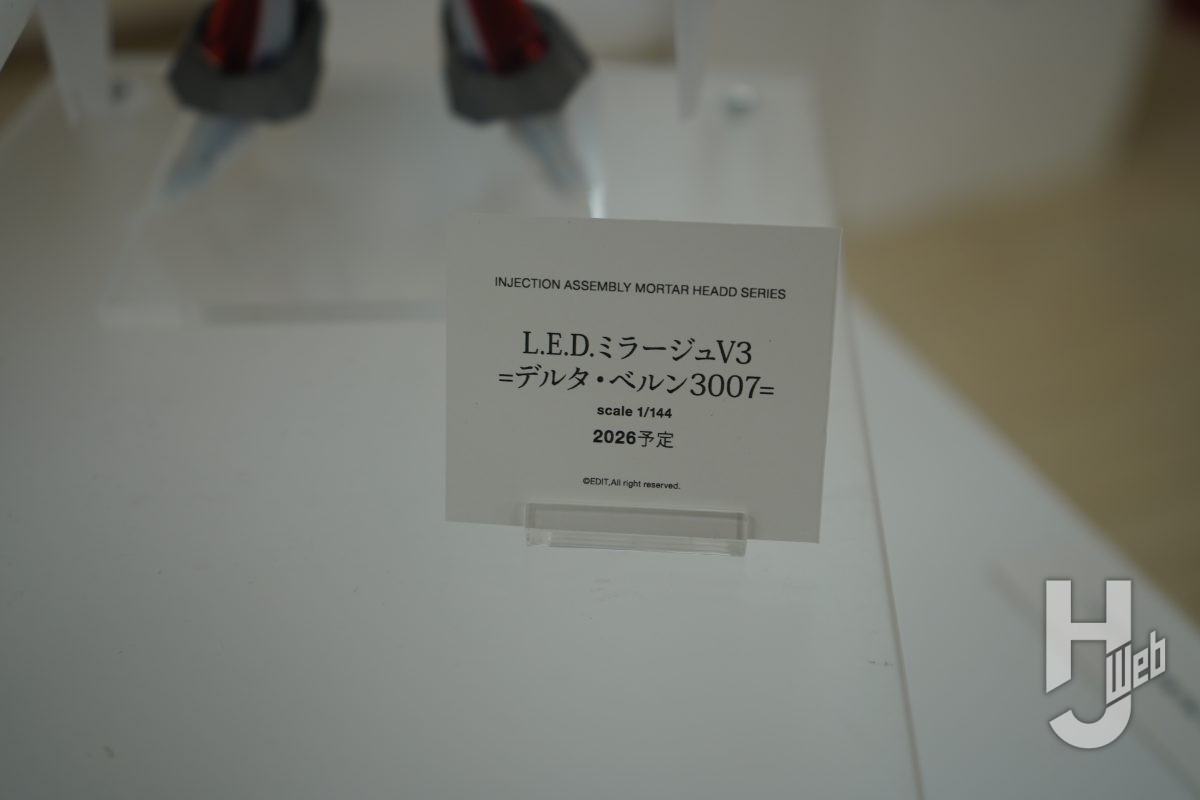 INJECTION ASSEMBLY MORTAR HEADD SERIES
L.E.D.ミラージュV3
=デルタ・ベルン3007=
scale 1/144
2026予定
©EDIT,All right reserved.
HJ Web